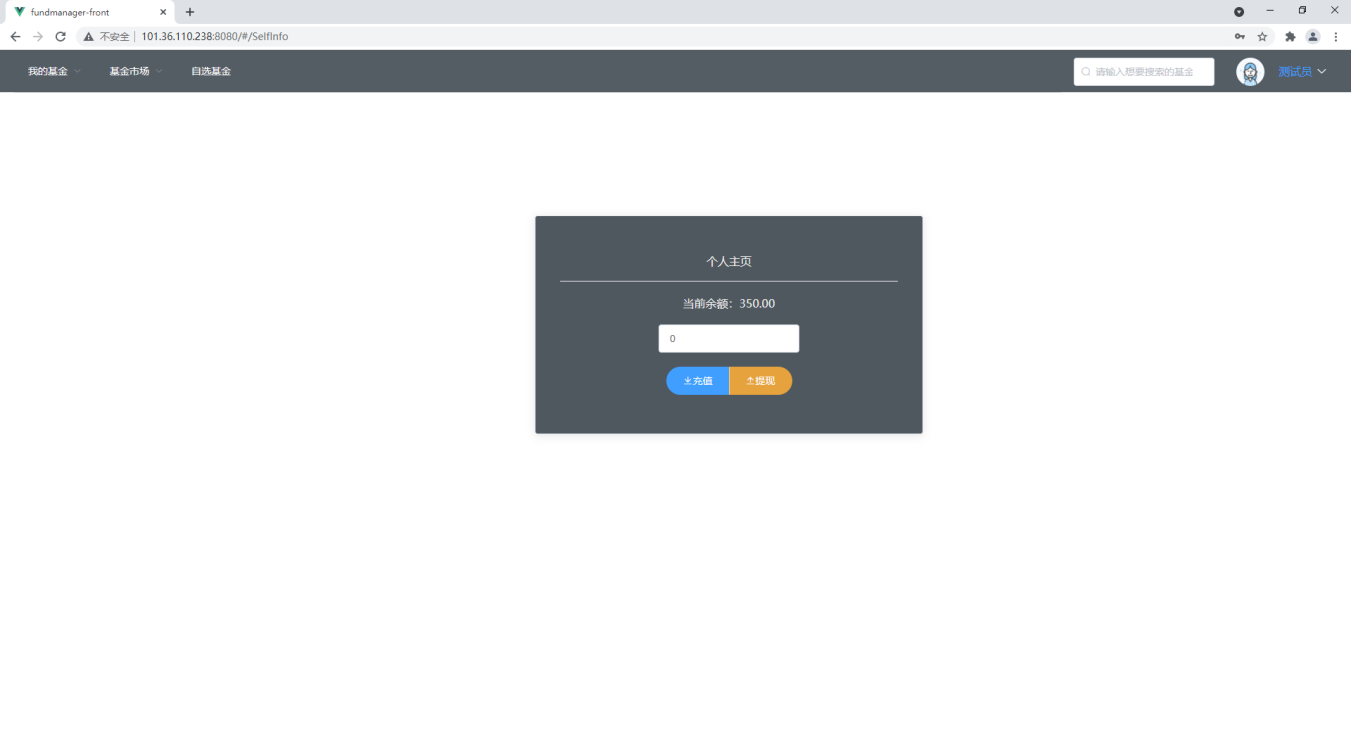 fundmanager-front
不安全 101.36.110.238:8080/#/SelfInfo
我的基金 基金市场 自选基金 请输入想要搜索的基金 测试员
个人主页
当前余额：350.00
0
充值 提现